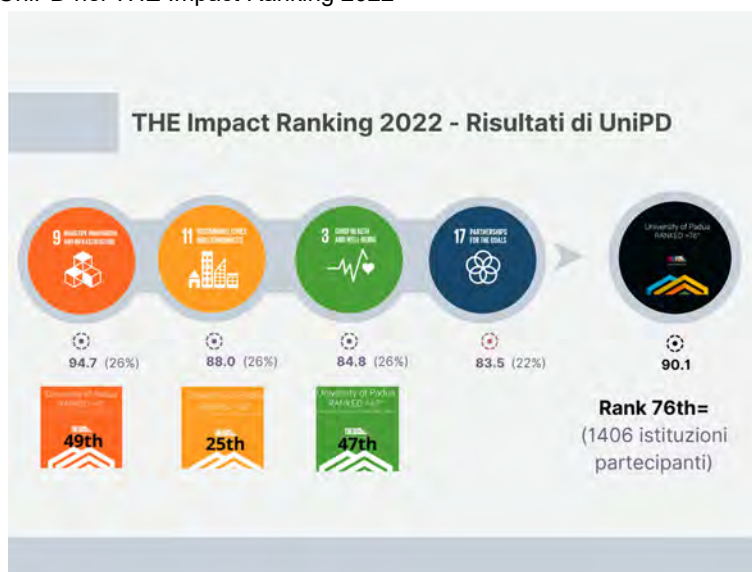 UniPD nel THE Impact Ranking 2022
THE Impact Ranking 2022 - Risultati di UniPD
9 INDUSTRY, INNOVATION
AND INFRASTRUCTURE
11 SUSTAINABLE CITIES
AND COMMUNITIES
3 GOOD HEALTH
AND WELL-BEING
17 PARTNERSHIPS
FOR THE GOALS
University of Padua
RANKED =76
94.7 (26%)
88.0 (26%)
84.8 (26%)
83.5 (22%)
90.1
University of Padua
49th
25th
University of Padua
47th
Rank 76th=
(1406 istituzioni
partecipanti)